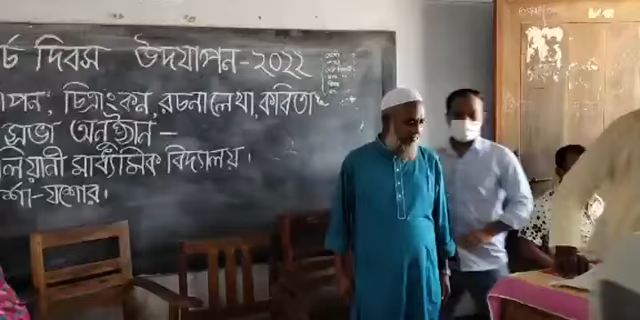 র্চ দিবস উদযাপন-২০২২
াপন, চিত্রাংকন, রচনা লেখা, কবিতা
সভা অনুষ্ঠান –
লিয়ানী মাধ্যমিক বিদ্যালয়।
র্শা-যশোর।